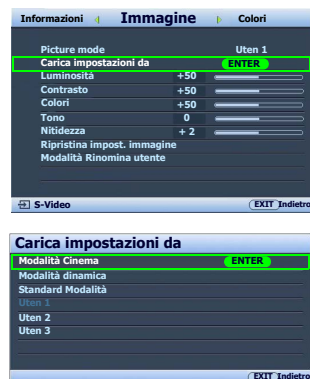 Informazioni Immagine Colori
Picture mode Uten 1
Carica impostazioni da ENTER
Luminosità +50
Contrasto +50
Colori +50
Tono 0
Nitidezza + 2
Ripristina impost. immagine
Modalità Rinomina utente
S-Video EXIT Indietro
Carica impostazioni da
Modalità Cinema ENTER
Modalità dinamica
Standard Modalità
Uten 1
Uten 2
Uten 3
EXIT Indietro